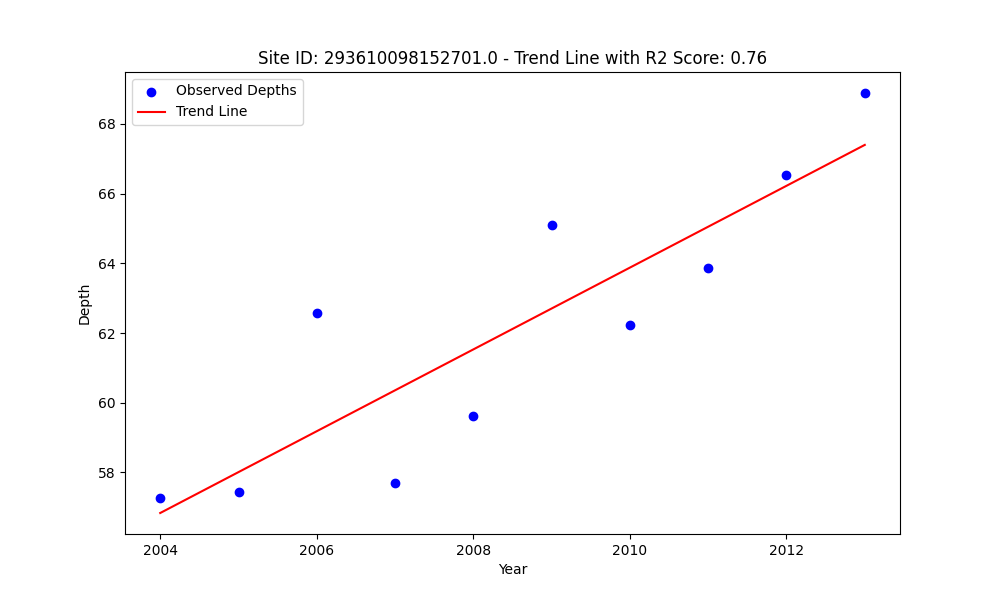 Site ID: 293610098152701.0 - Trend Line with R2 Score: 0.76
Observed Depths
Trend Line
68
66
64
62
60
58
Depth
2004
2006
2008
2010
2012
Year